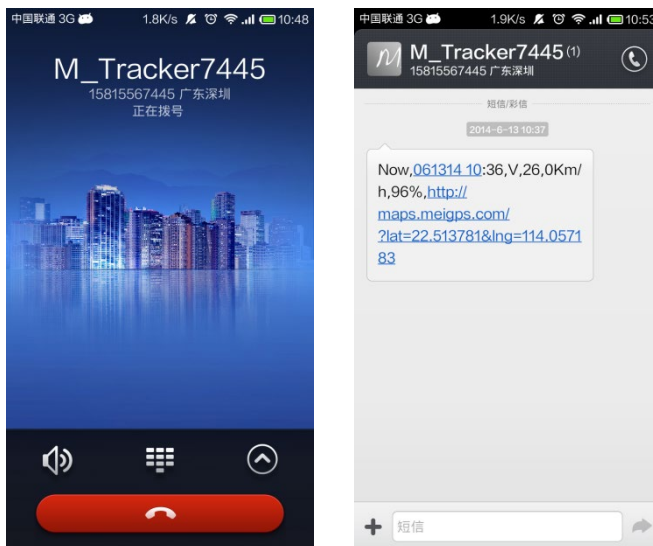 中国联通 3G 1.8K/s 10:48
M_Tracker7445
15815567445 广东深圳
正在拨号
中国联通 3G 1.9K/s 10:53
M_Tracker7445 (1)
15815567445 广东深圳
短信/彩信
2014-6-13 10:37
Now,061314 10:36,V,26,0Km/
h,96%,http://
maps.meigps.com/
?lat=22.513781&lng=114.0571
83
短信